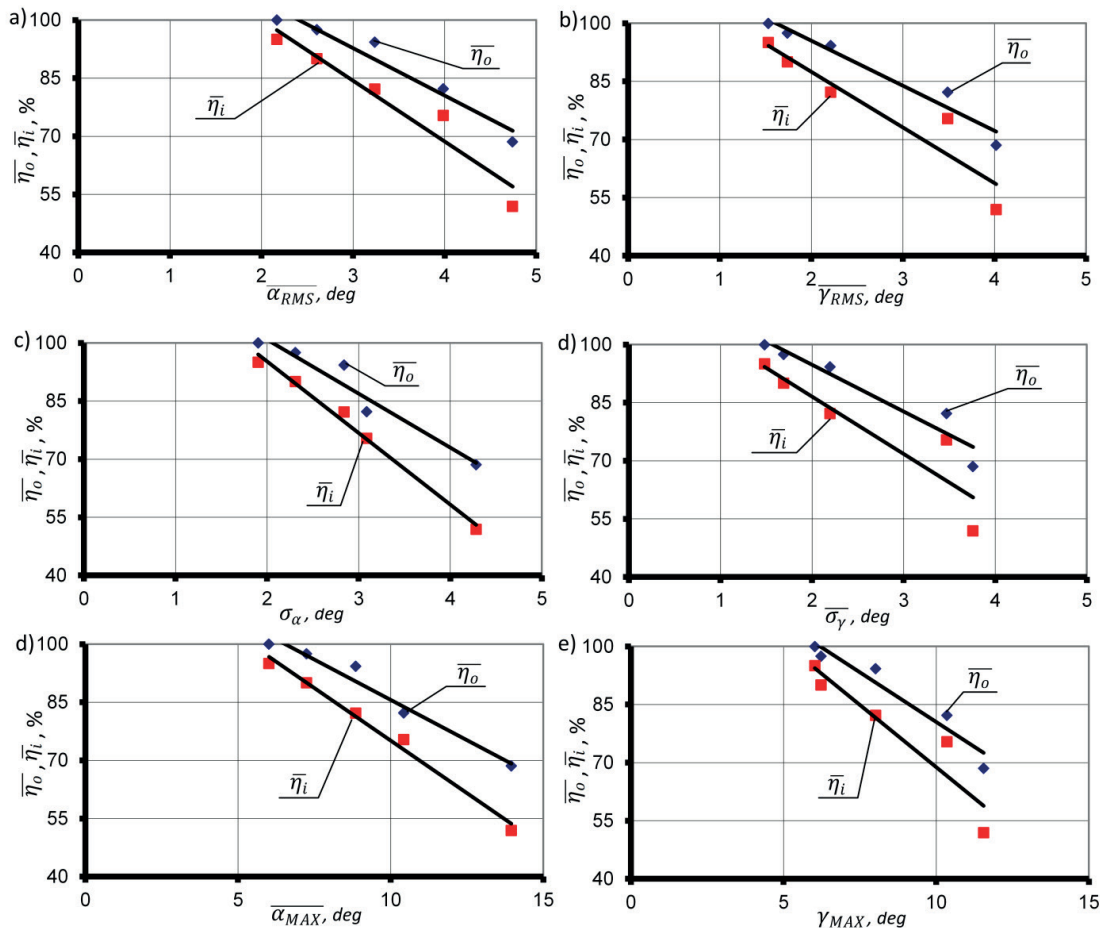 a)
100
85
70
55
40
η̅o̅, η̅i, %
η̅o̅
η̅i
0 1 2 3 4 5
α̅R̅M̅S̅, deg
b)
100
85
70
55
40
η̅o̅
η̅i
0 1 2 3 4 5
γ̅R̅M̅S̅, deg
c)
100
85
70
55
40
η̅o̅, η̅i, %
η̅o̅
η̅i
0 1 2 3 4 5
σα, deg
d)
100
85
70
55
40
η̅o̅, η̅i, %
η̅o̅
η̅i
0 1 2 3 4 5
σ̅γ̅, deg
d)
100
85
70
55
40
η̅o̅, η̅i, %
η̅o̅
η̅i
0 5 10 15
α̅M̅A̅X̅, deg
e)
100
85
70
55
40
η̅o̅, η̅i, %
η̅o̅
η̅i
0 5 10 15
γMAX, deg